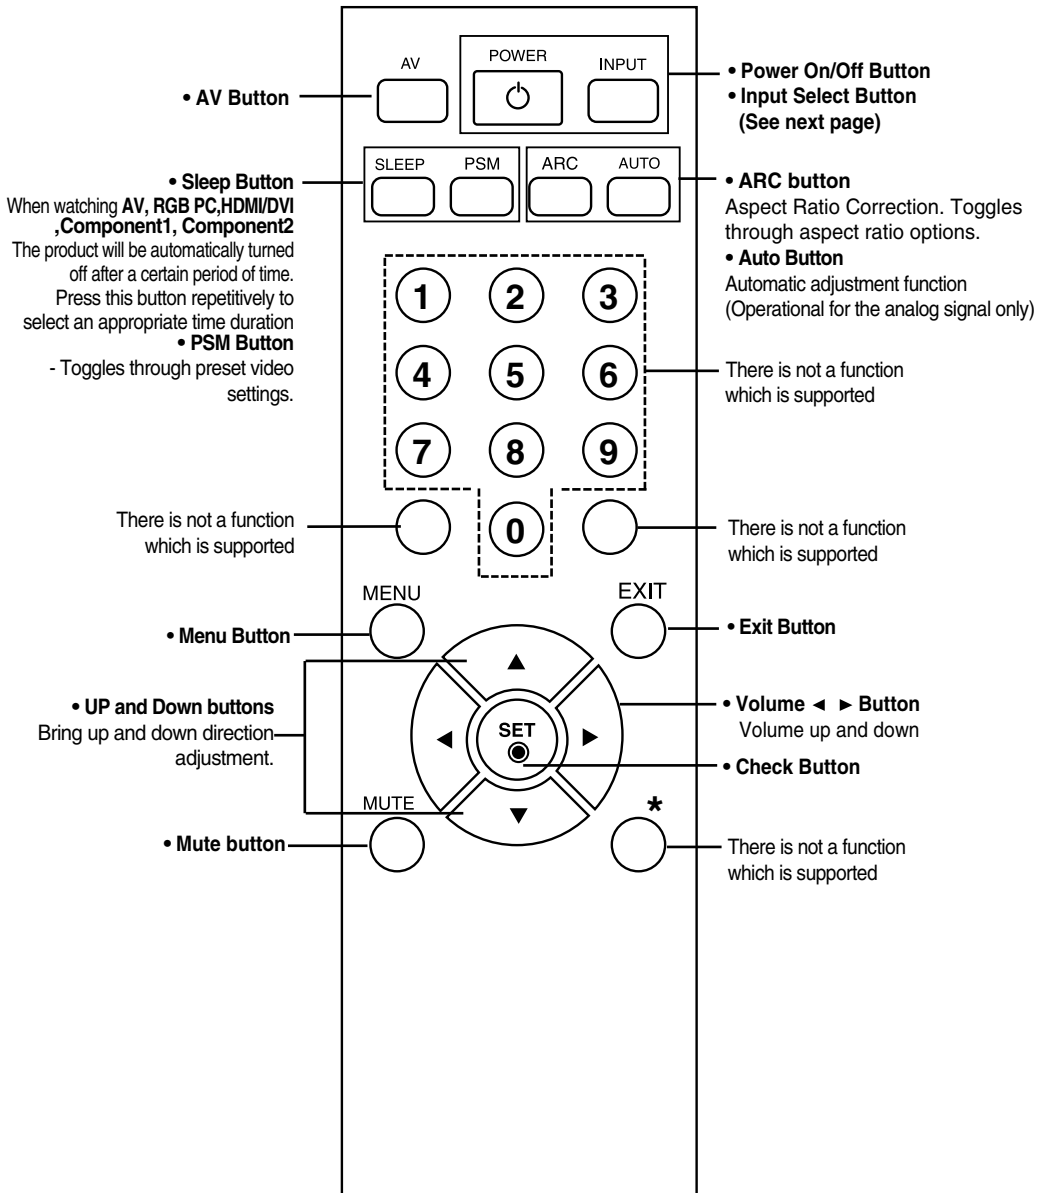 AV
POWER
INPUT
• AV Button
• Power On/Off Button
• Input Select Button
(See next page)
SLEEP
PSM
ARC
AUTO
• Sleep Button
When watching AV, RGB PC,HDMI/DVI
,Component1, Component2
The product will be automatically turned
off after a certain period of time.
Press this button repetitively to
select an appropriate time duration
• PSM Button
- Toggles through preset video
settings.
• ARC button
Aspect Ratio Correction. Toggles
through aspect ratio options.
• Auto Button
Automatic adjustment function
(Operational for the analog signal only)
1 2 3
4 5 6
7 8 9
0
There is not a function
which is supported
There is not a function
which is supported
There is not a function
which is supported
MENU
EXIT
• Menu Button
• Exit Button
• UP and Down buttons
Bring up and down direction
adjustment.
▲
◄
SET
►
▼
• Volume ◄ ► Button
Volume up and down
• Check Button
MUTE
*
• Mute button
There is not a function
which is supported